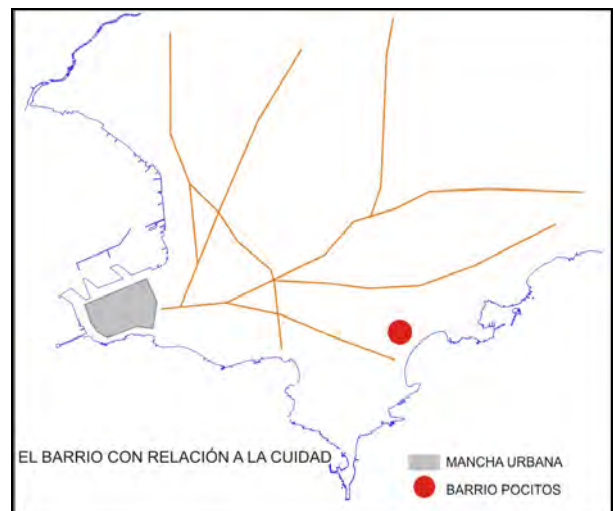 EL BARRIO CON RELACIÓN A LA CUIDAD
MANCHA URBANA
BARRIO POCITOS